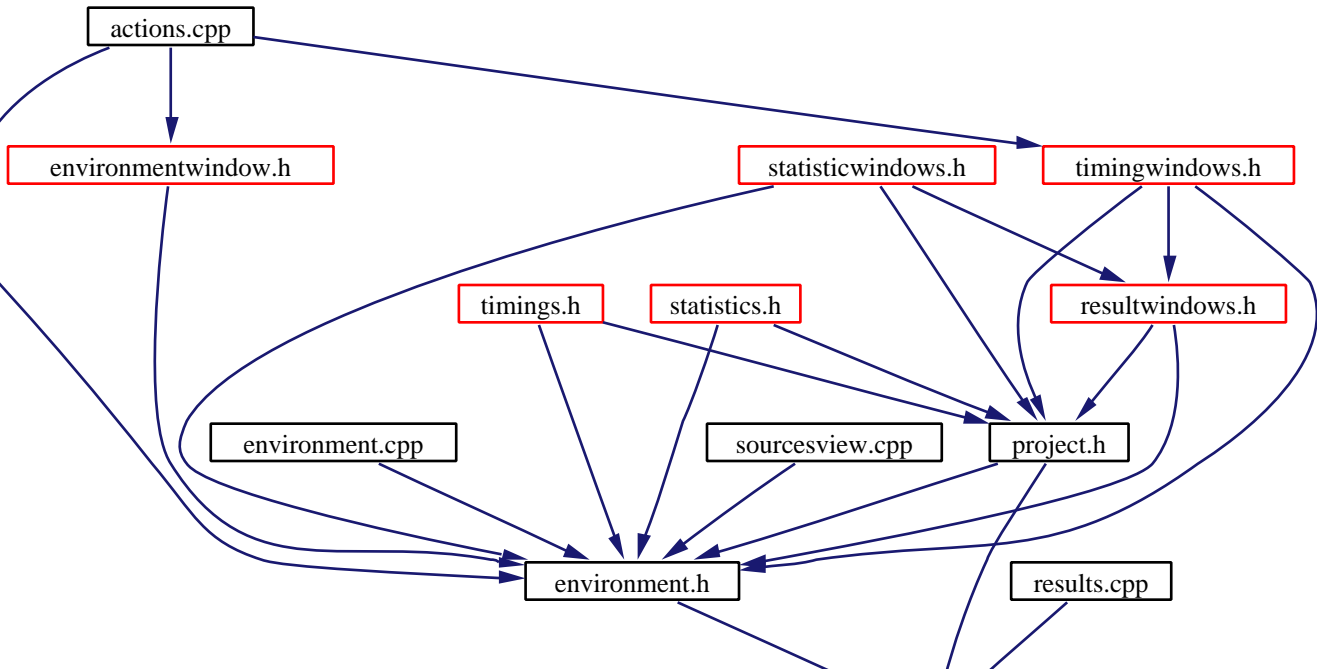 actions.cpp
environmentwindow.h
statisticwindows.h
timingwindows.h
timings.h
statistics.h
resultwindows.h
environment.cpp
sourcesview.cpp
project.h
environment.h
results.cpp